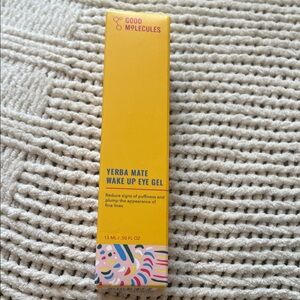 GOOD
MOLECULES
YERBA MATE
WAKE UP EYE GEL
Reduce signs of puffiness and
plump the appearance of
fine lines